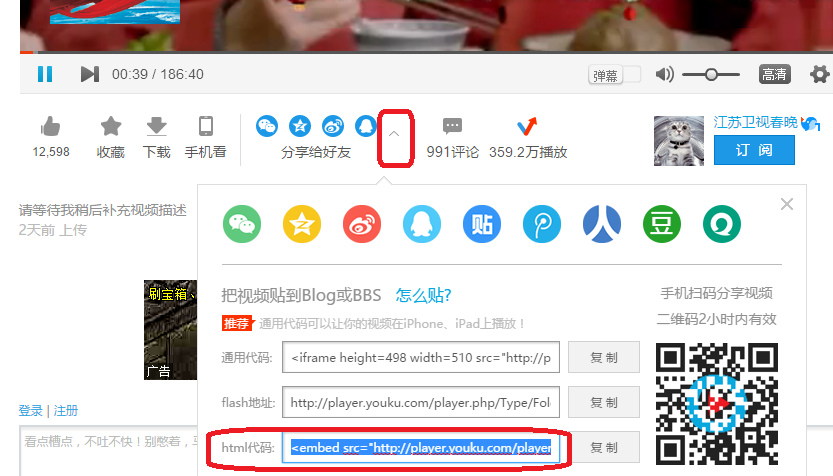 00:39 / 186:40
弹幕
高清
12,598
收藏
下载
手机看
分享给好友
991评论
359.2万播放
江苏卫视春晚
订 阅
请等待我稍后补充视频描述
2天前 上传
贴
人
豆
把视频贴到Blog或BBS 怎么贴?
推荐 通用代码可以让你的视频在iPhone、iPad上播放！
通用代码: <iframe height=498 width=510 src="http://p 复 制
flash地址: http://player.youku.com/player.php/Type/Fol 复 制
html代码: <embed src="http://player.youku.com/player 复 制
手机扫码分享视频
二维码2小时内有效
刷宝箱、
广告
登录 | 注册
看点槽点，不吐不快！别憋着，